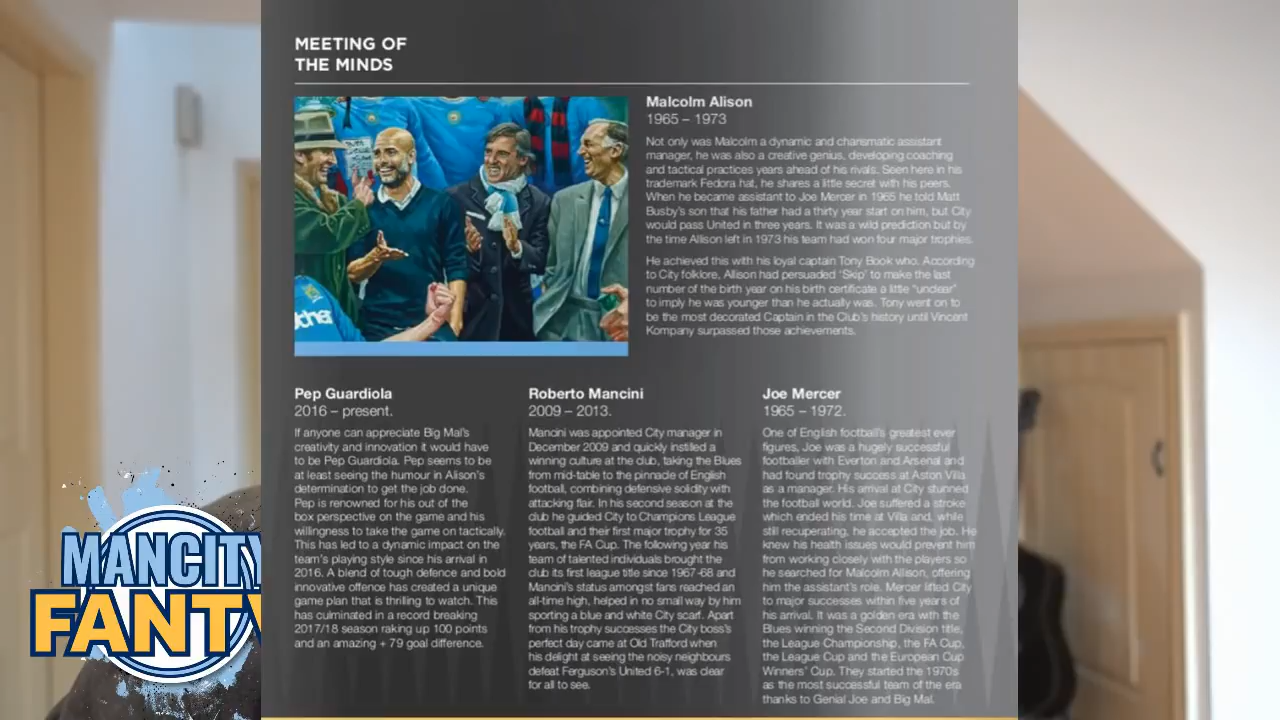 MEETING OF
THE MINDS
Malcolm Alison
1965 – 1973
Not only was Malcolm a dynamic and charismatic assistant
manager, he was also a creative genius, developing coaching
and tactical practices years ahead of his rivals. Seen here in his
trademark Fedora hat, he shares a little secret with his peers.
When he became assistant to Joe Mercer in 1965 he told Matt
Busby's son that his father had a thirty year start on him, but City
would pass United in three years. It was a wild prediction but by
the time Allison left in 1973 his team had won four major trophies.
He achieved this with his loyal captain Tony Book who. According
to City folklore, Allison had persuaded 'Skip' to make the last
number of the birth year on his birth certificate a little "unclear"
to imply he was younger than he actually was. Tony went on to
be the most decorated Captain in the Club's history until Vincent
Kompany surpassed those achievements.
Pep Guardiola
2016 – present.
If anyone can appreciate Big Mal's
creativity and innovation it would have
to be Pep Guardiola. Pep seems to be
at least seeing the humour in Alison's
determination to get the job done.
Pep is renowned for his out of the
box perspective on the game and his
willingness to take the game on tactically.
This has led to a dynamic impact on the
team's playing style since his arrival in
2016. A blend of tough defence and bold
innovative offence has created a unique
game plan that is thrilling to watch. This
has culminated in a record breaking
2017/18 season raking up 100 points
and an amazing + 79 goal difference.
Roberto Mancini
2009 – 2013.
Mancini was appointed City manager in
December 2009 and quickly instilled a
winning culture at the club, taking the Blues
from mid-table to the pinnacle of English
football, combining defensive solidity with
attacking flair. In his second season at the
club he guided City to Champions League
football and their first major trophy for 35
years, the FA Cup. The following year his
team of talented individuals brought the
club its first league title since 1967-68 and
Mancini's status amongst fans reached an
all-time high, helped in no small way by him
sporting a blue and white City scarf. Apart
from his trophy successes the City boss's
perfect day came at Old Trafford when
his delight at seeing the noisy neighbours
defeat Ferguson's United 6-1, was clear
for all to see.
Joe Mercer
1965 – 1972.
One of English football's greatest ever
figures, Joe was a hugely successful
footballer with Everton and Arsenal and
had found trophy success at Aston Villa
as a manager. His arrival at City stunned
the football world. Joe suffered a stroke
which ended his time at Villa and, while
still recuperating, he accepted the job. He
knew his health issues would prevent him
from working closely with the players so
he searched for Malcolm Allison, offering
him the assistant's role. Mercer lifted City
to major successes within five years of
his arrival. It was a golden era with the
Blues winning the Second Division title,
the League Championship, the FA Cup,
the League Cup and the European Cup
Winners' Cup. They started the 1970s
as the most successful team of the era
thanks to Genial Joe and Big Mal.
MANCITY
FANTV